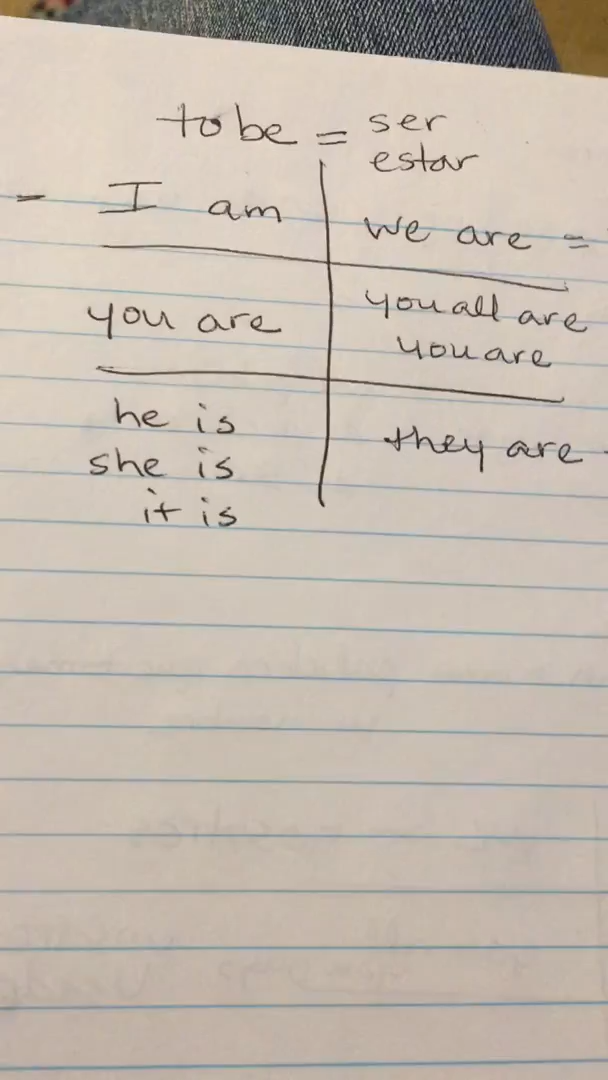 to be = ser
estar
- I am
we are =
you are
you all are
you are
he is
she is
it is
they are